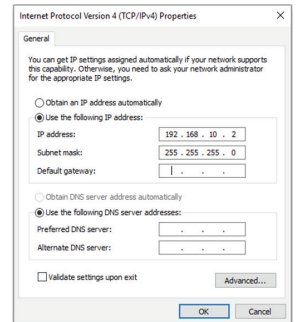 Internet Protocol Version 4 (TCP/IPv4) Properties
General
You can get IP settings assigned automatically if your network supports
this capability. Otherwise, you need to ask your network administrator
for the appropriate IP settings.
Obtain an IP address automatically
Use the following IP address:
IP address: 192 . 168 . 10 . 2
Subnet mask: 255 . 255 . 255 . 0
Default gateway: . . .
Obtain DNS server address automatically
Use the following DNS server addresses:
Preferred DNS server: . . .
Alternate DNS server: . . .
Validate settings upon exit
Advanced...
OK Cancel